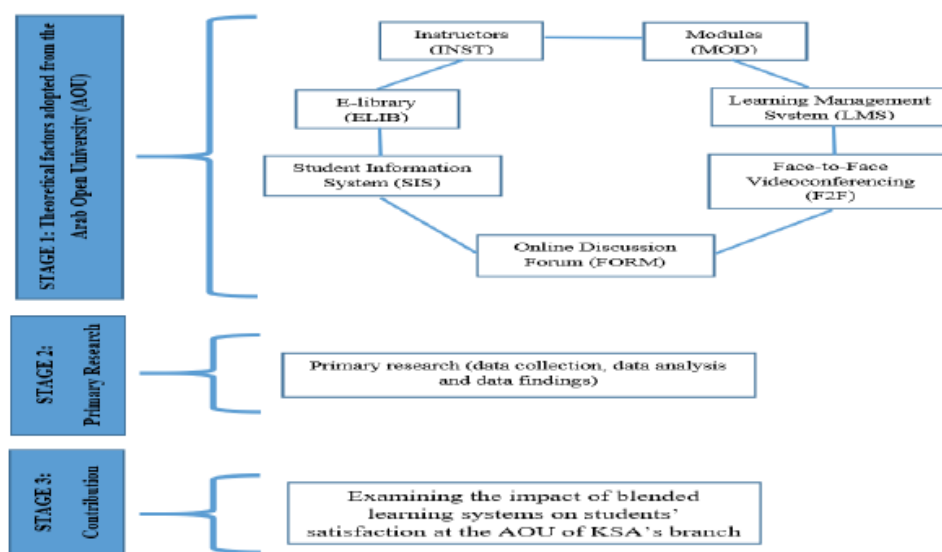 STAGE 1: Theoretical factors adopted from the
Arab Open University (AOU)
Instructors
(INST)
Modules
(MOD)
E-library
(ELIB)
Learning Management
System (LMS)
Student Information
System (SIS)
Face-to-Face
Videoconferencing
(F2F)
Online Discussion
Forum (FORM)
STAGE 2:
Primary Research
Primary research (data collection, data analysis
and data findings)
STAGE 3:
Contribution
Examining the impact of blended
learning systems on students'
satisfaction at the AOU of KSA's branch